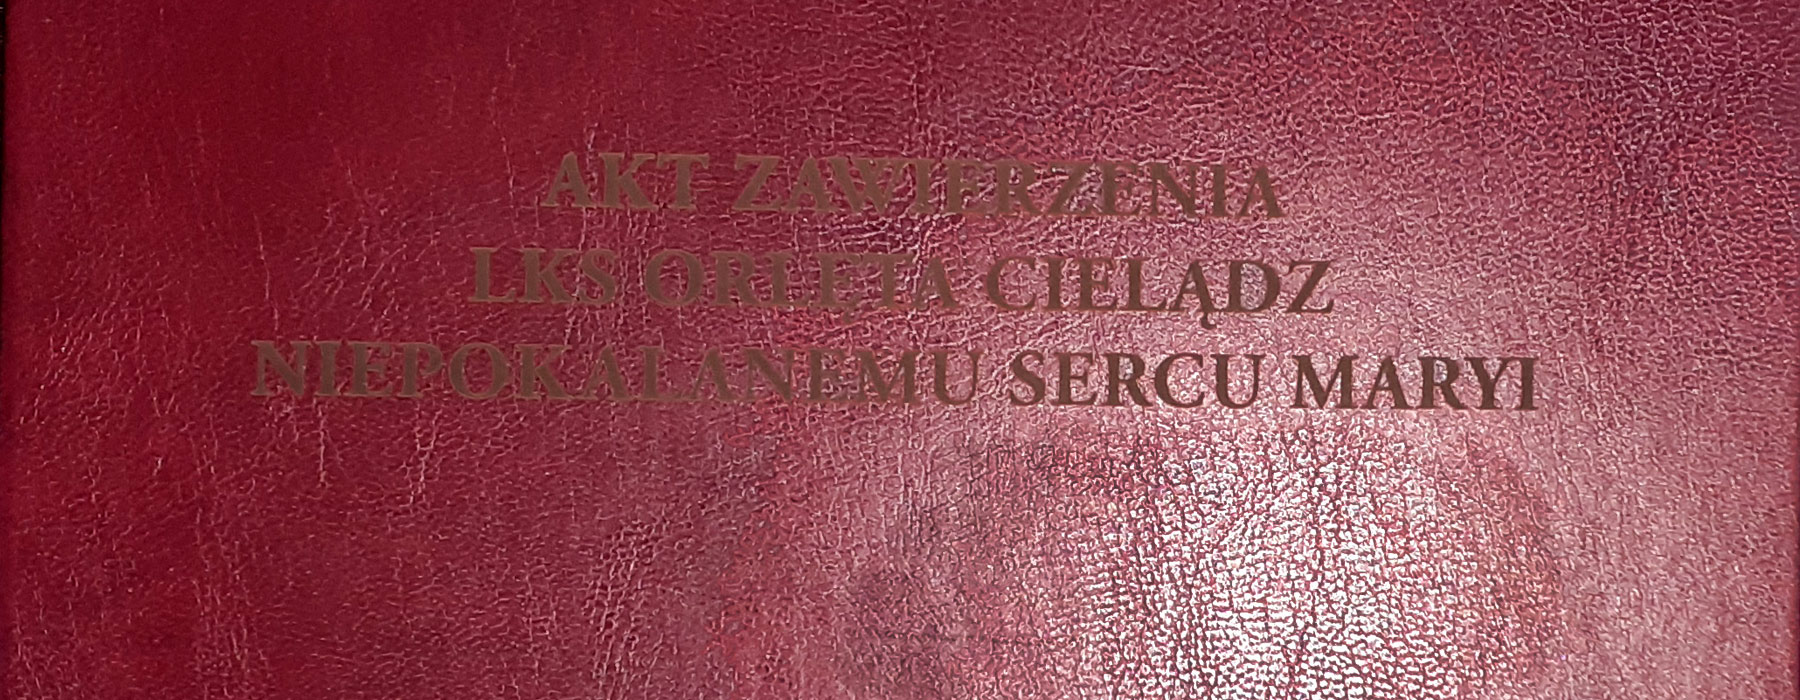 AKT ZAWIERZENIA
LKS ORLĘTA CIELĄDZ
NIEPOKALANEMU SERCU MARYI